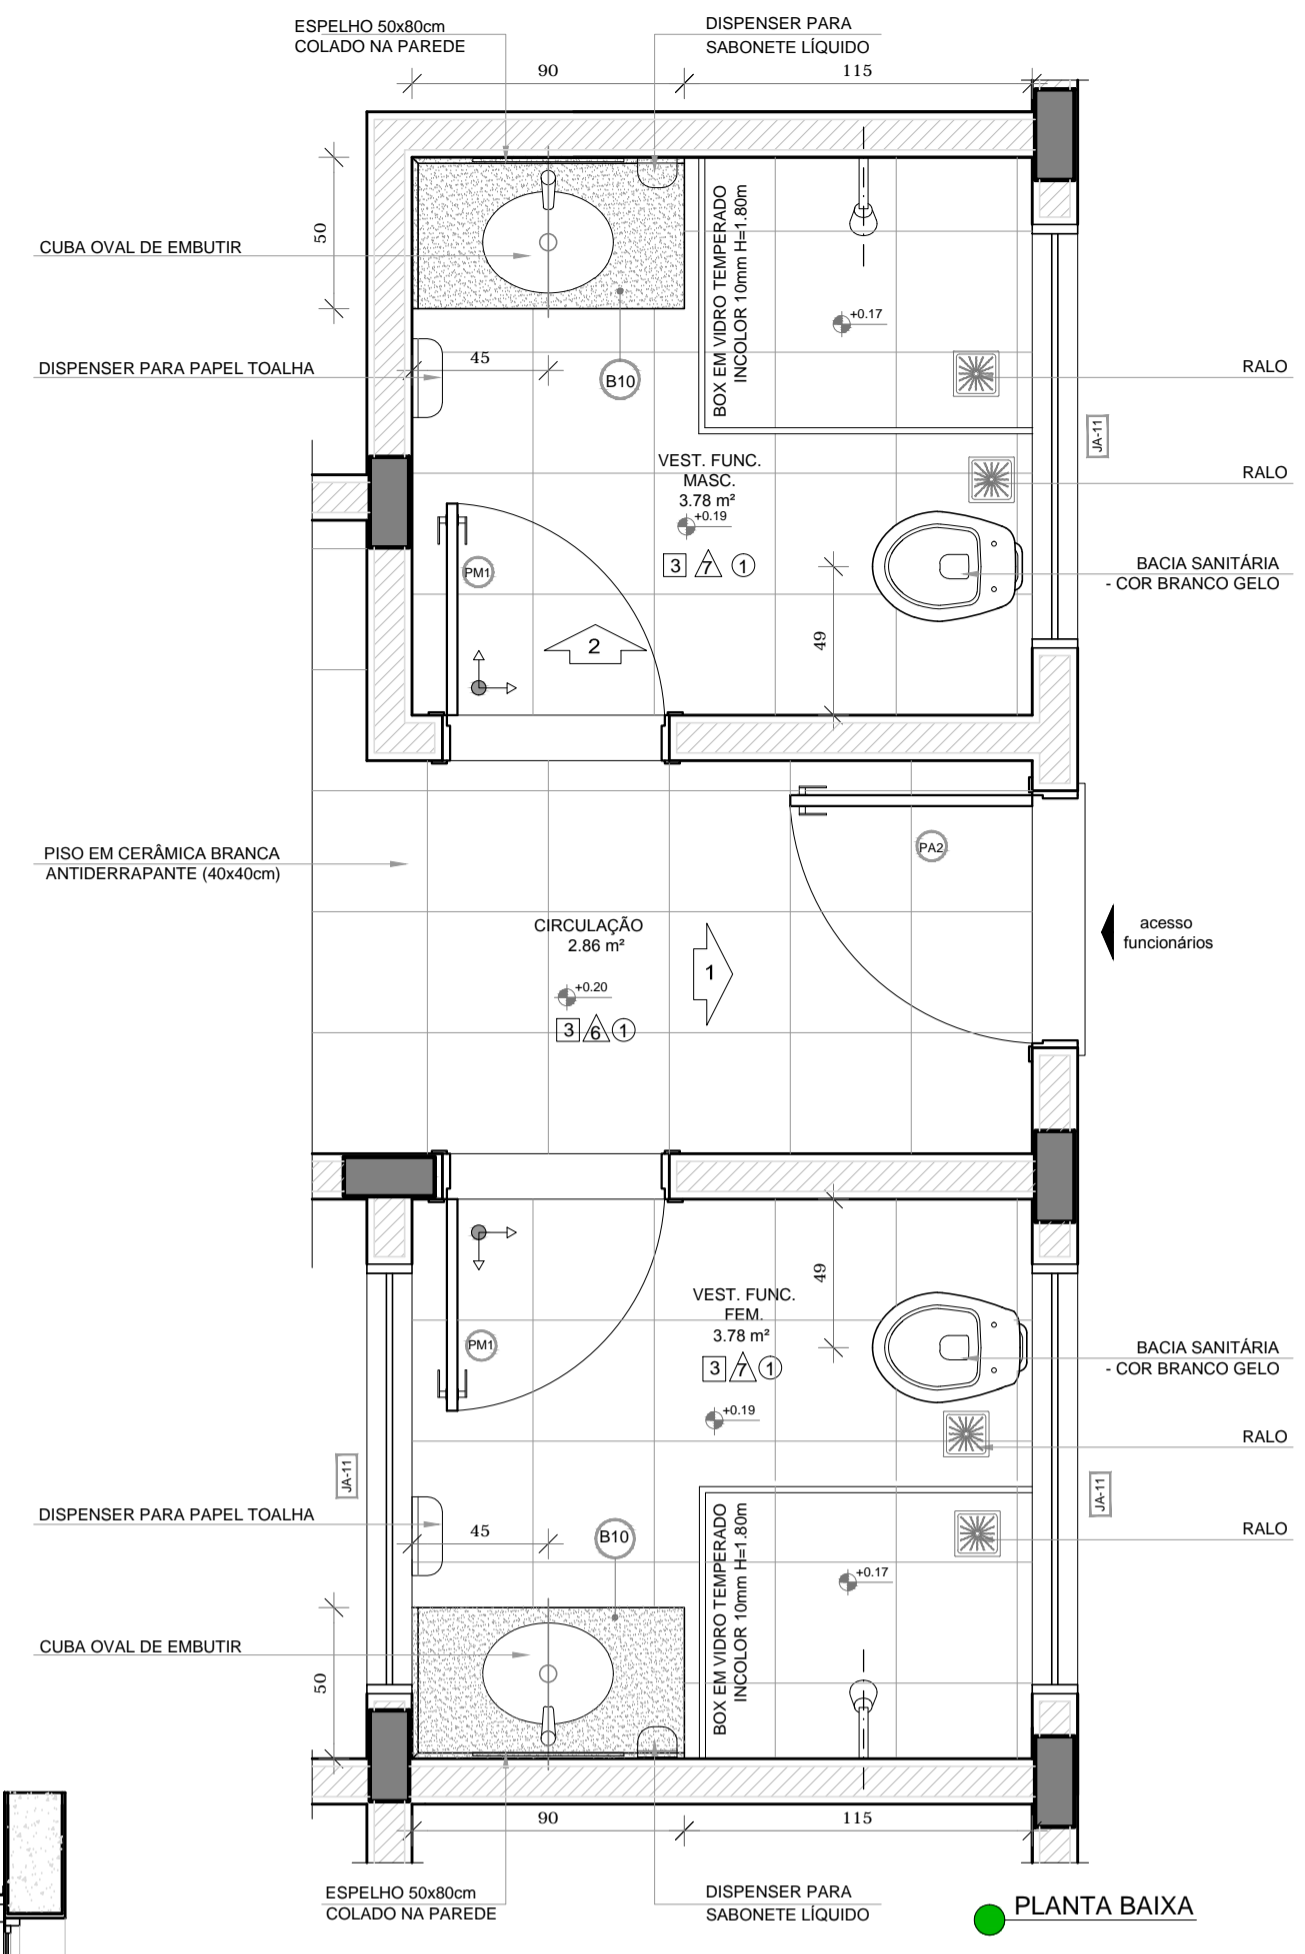 ESPELHO 50x80cm
COLADO NA PAREDE
DISPENSER PARA
SABONETE LÍQUIDO
90
115
50
CUBA OVAL DE EMBUTIR
BOX EM VIDRO TEMPERADO
INCOLOR 10mm H=1.80m
+0.17
DISPENSER PARA PAPEL TOALHA
45
B10
RALO
JA-11
VEST. FUNC.
MASC.
3.78 m²
+0.19
3 7 1
RALO
PM1
BACIA SANITÁRIA
- COR BRANCO GELO
49
2
PISO EM CERÂMICA BRANCA
ANTIDERRAPANTE (40x40cm)
PA2
CIRCULAÇÃO
2.86 m²
+0.20
3 6 1
1
acesso
funcionários
49
VEST. FUNC.
FEM.
3.78 m²
3 7 1
+0.19
PM1
BACIA SANITÁRIA
- COR BRANCO GELO
RALO
JA-11
JA-11
DISPENSER PARA PAPEL TOALHA
45
B10
BOX EM VIDRO TEMPERADO
INCOLOR 10mm H=1.80m
RALO
+0.17
CUBA OVAL DE EMBUTIR
50
90
115
ESPELHO 50x80cm
COLADO NA PAREDE
DISPENSER PARA
SABONETE LÍQUIDO
PLANTA BAIXA